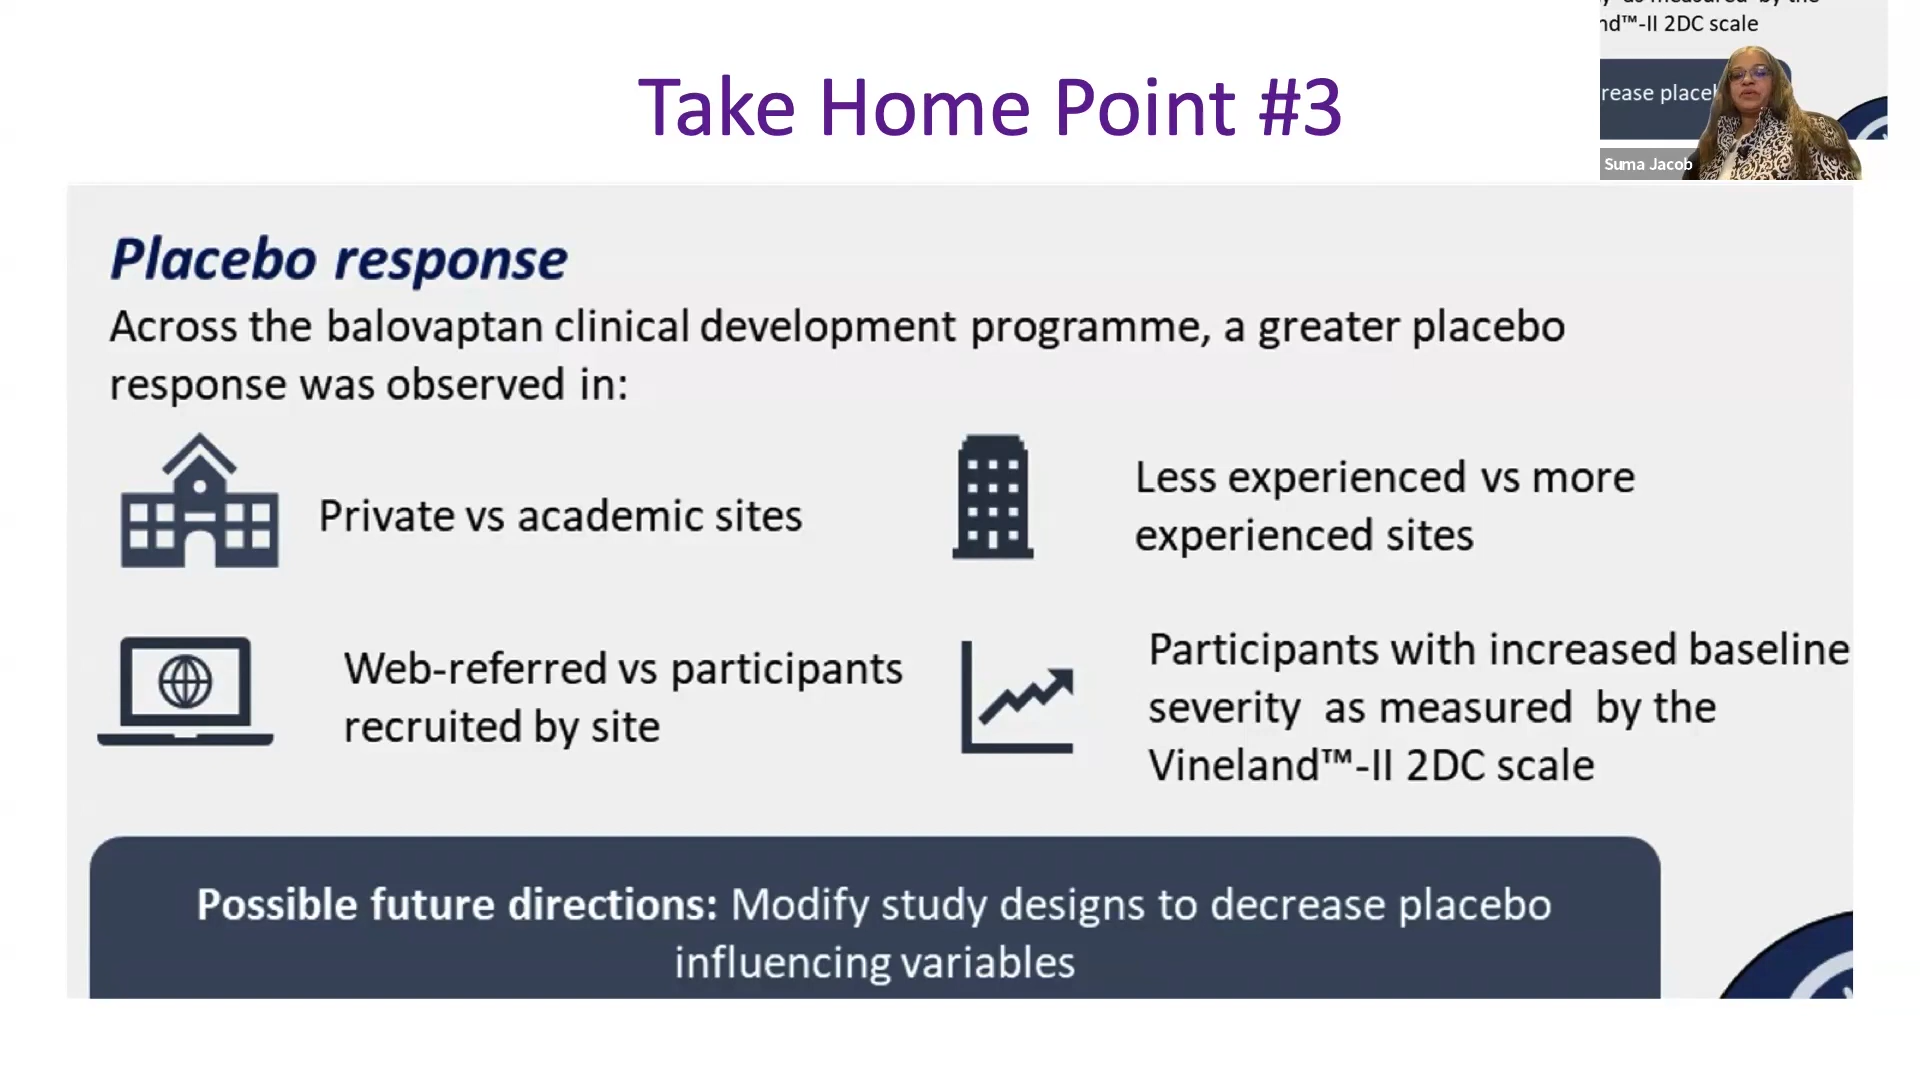 Take Home Point #3
nd™-II 2DC scale
rease placeb
Suma Jacob
Placebo response
Across the balovaptan clinical development programme, a greater placebo
response was observed in:
Private vs academic sites
Less experienced vs more
experienced sites
Web-referred vs participants
recruited by site
Participants with increased baseline
severity as measured by the
Vineland™-II 2DC scale
Possible future directions: Modify study designs to decrease placebo
influencing variables